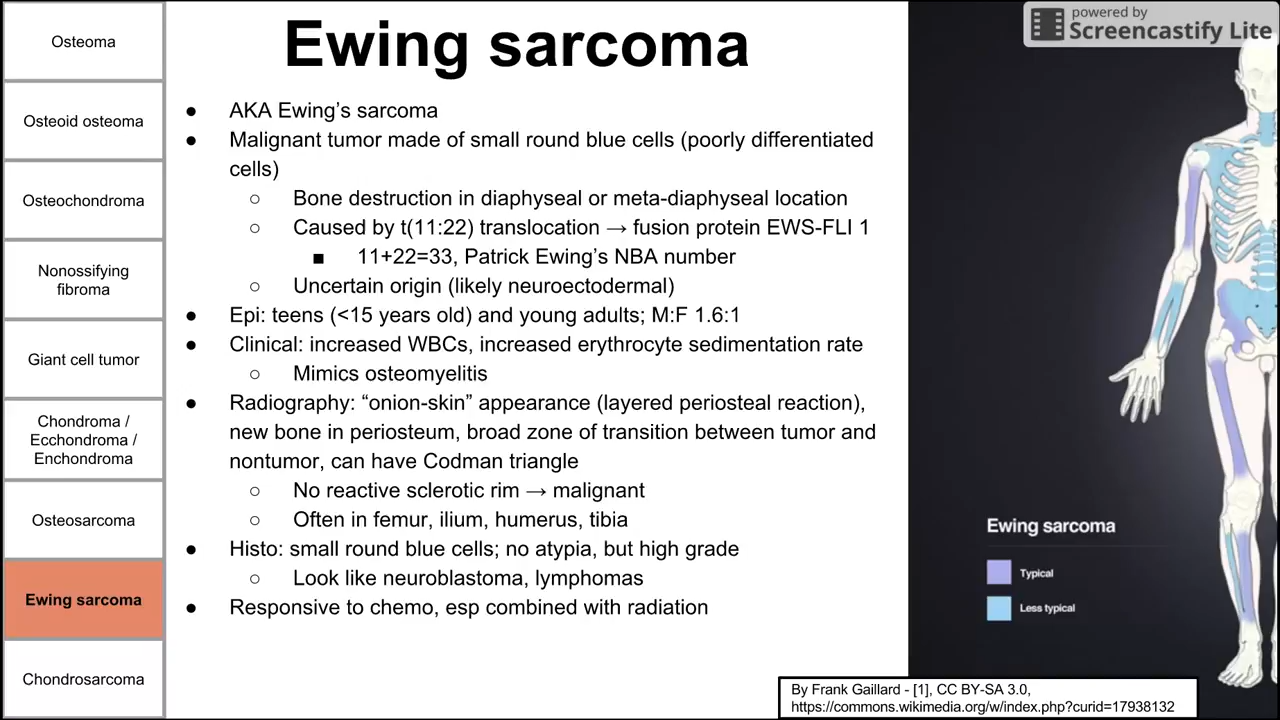 powered by
Screencastify Lite
Osteoma
Osteoid osteoma
Osteochondroma
Nonossifying
fibroma
Giant cell tumor
Chondroma /
Ecchondroma /
Enchondroma
Osteosarcoma
Ewing sarcoma
Chondrosarcoma
Ewing sarcoma
● AKA Ewing’s sarcoma
● Malignant tumor made of small round blue cells (poorly differentiated
cells)
○ Bone destruction in diaphyseal or meta-diaphyseal location
○ Caused by t(11:22) translocation → fusion protein EWS-FLI 1
■ 11+22=33, Patrick Ewing’s NBA number
○ Uncertain origin (likely neuroectodermal)
● Epi: teens (<15 years old) and young adults; M:F 1.6:1
● Clinical: increased WBCs, increased erythrocyte sedimentation rate
○ Mimics osteomyelitis
● Radiography: “onion-skin” appearance (layered periosteal reaction),
new bone in periosteum, broad zone of transition between tumor and
nontumor, can have Codman triangle
○ No reactive sclerotic rim → malignant
○ Often in femur, ilium, humerus, tibia
● Histo: small round blue cells; no atypia, but high grade
○ Look like neuroblastoma, lymphomas
● Responsive to chemo, esp combined with radiation
Ewing sarcoma
Typical
Less typical
By Frank Gaillard - [1], CC BY-SA 3.0,
https://commons.wikimedia.org/w/index.php?curid=17938132